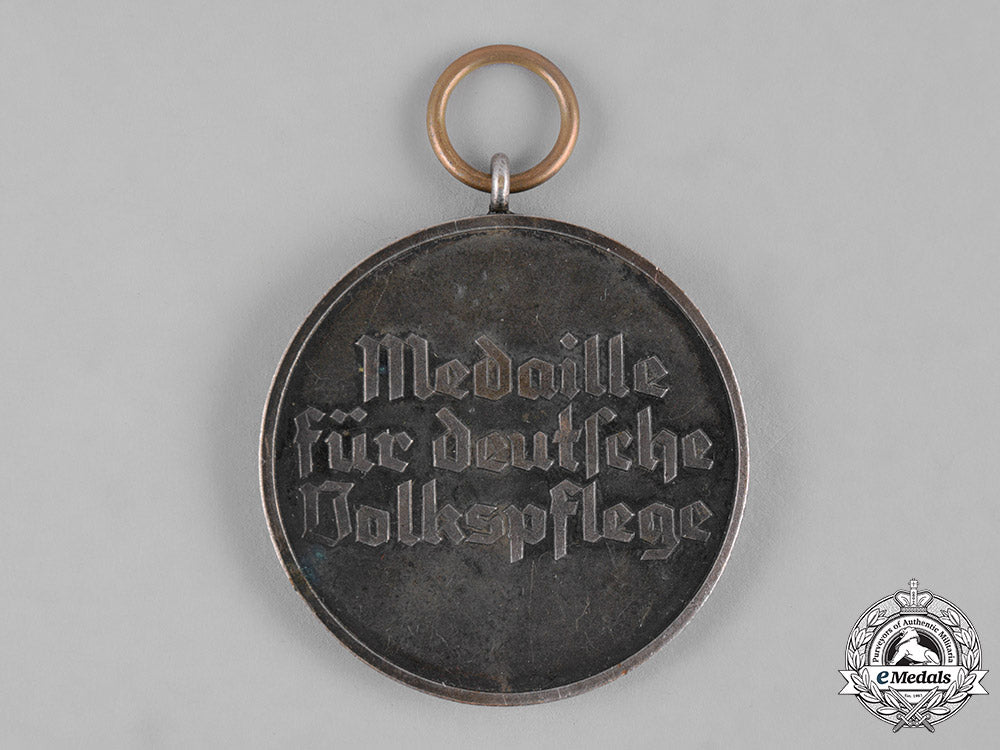 Medaille
für deutſche
Volkspflege
Purveyors of Authentic Militaria
eMedals